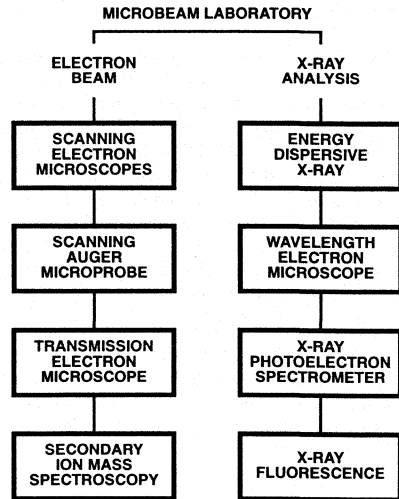 MICROBEAM LABORATORY
ELECTRON
BEAM
SCANNING
ELECTRON
MICROSCOPES
SCANNING
AUGER
MICROPROBE
TRANSMISSION
ELECTRON
MICROSCOPE
SECONDARY
ION MASS
SPECTROSCOPY
X-RAY
ANALYSIS
ENERGY
DISPERSIVE
X-RAY
WAVELENGTH
ELECTRON
MICROSCOPE
X-RAY
PHOTOELECTRON
SPECTROMETER
X-RAY
FLUORESCENCE